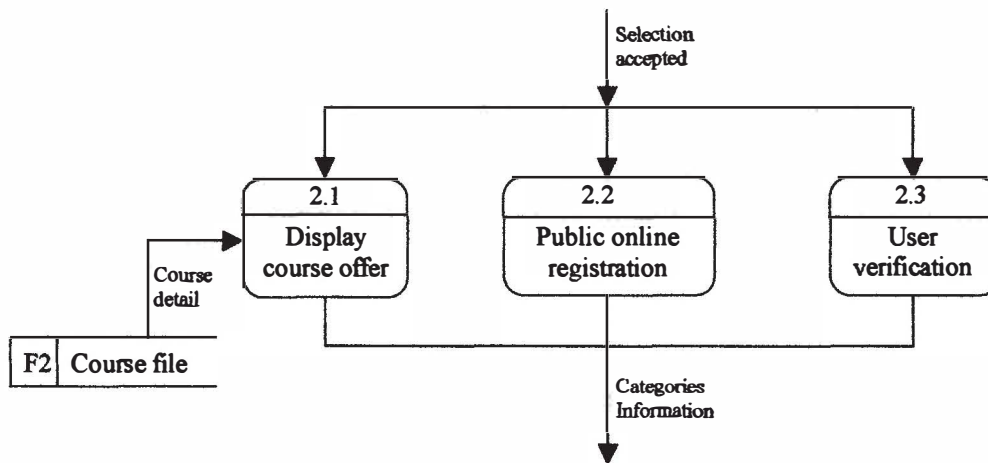 Selection
accepted
2.1
Display
course offer
2.2
Public online
registration
2.3
User
verification
Course
detail
F2 Course file
Categories
Information